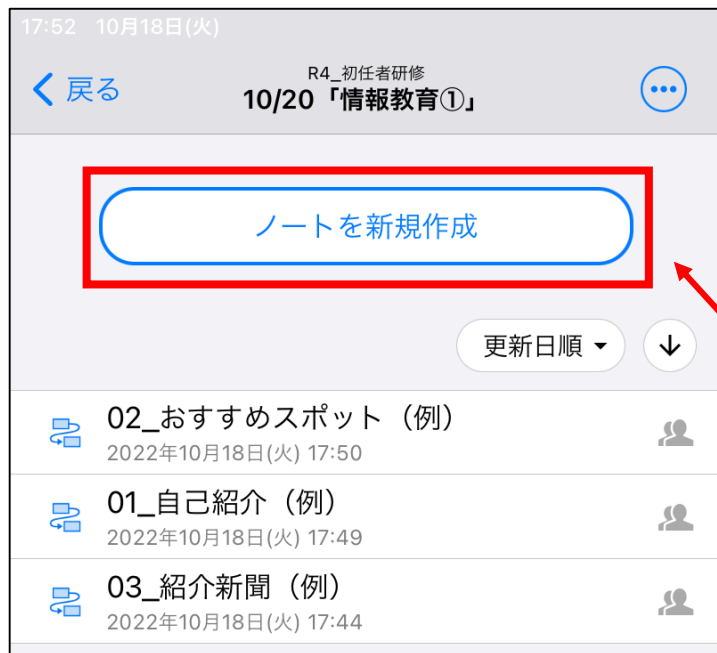 17:52 10月18日(火)
戻る
R4_初任者研修
10/20「情報教育①」
ノートを新規作成
更新日順
02_おすすめスポット（例）
2022年10月18日(火) 17:50
01_自己紹介（例）
2022年10月18日(火) 17:49
03_紹介新聞（例）
2022年10月18日(火) 17:44